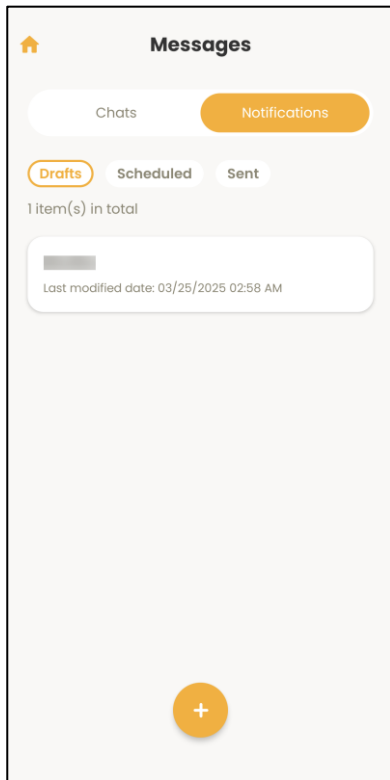 Messages
Chats Notifications
Drafts Scheduled Sent
1 item(s) in total
Last modified date: 03/25/2025 02:58 AM
+